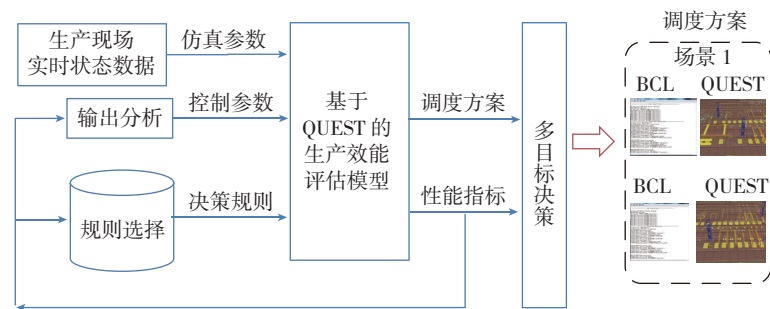 生产现场
实时状态数据
仿真参数
输出分析
控制参数
规则选择
决策规则
基于
QUEST 的
生产效能
评估模型
调度方案
性能指标
多目标决策
调度方案
场景 1
BCL QUEST
BCL QUEST